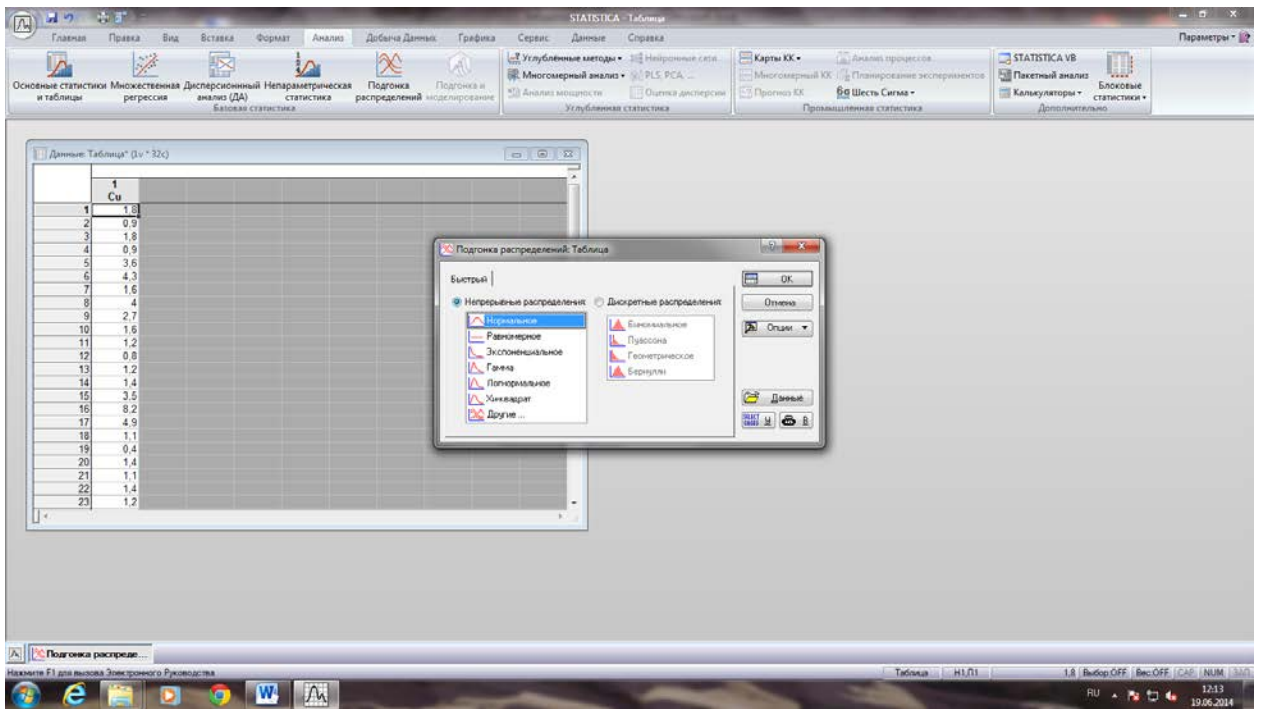 STATISTICA - Таблица
Главная Правка Вид Вставка Формат Анализ Добыча Данных Графика Сервис Данные Справка Параметры
Основные статистики и таблицы
Множественная регрессия
Дисперсионный анализ (ДА)
Непараметрическая статистика
Подгонка распределений
Подгонка и моделирование
Базовая статистика
Углублённые методы
Нейронные сети
Многомерный анализ
PLS, PCA, ...
Анализ мощности
Оценка дисперсии
Углубленная статистика
Карты КК
Анализ процессов
Многомерный КК
Планирование экспериментов
Прогноз КК
6σ Шесть Сигма
Промышленная статистика
STATISTICA VB
Пакетный анализ
Калькуляторы
Блоковые статистики
Дополнительно
Данные: Таблица* (1v * 32c)
1
Cu
1 1,8
2 0,9
3 1,8
4 0,9
5 3,6
6 4,3
7 1,6
8 4
9 2,7
10 1,6
11 1,2
12 0,8
13 1,2
14 1,4
15 3,5
16 8,2
17 4,9
18 1,1
19 0,4
20 1,4
21 1,1
22 1,4
23 1,2
Подгонка распределений: Таблица
Быстрый
Непрерывные распределения:
Нормальное
Равномерное
Экспоненциальное
Гамма
Логнормальное
Хи-квадрат
Другие ...
Дискретные распределения:
Биномиальное
Пуассона
Геометрическое
Бернулли
OK
Отмена
Опции
Данные
SELECT CASES
В
Подгонка распреде...
Нажмите F1 для вызова Электронного Руководства
Таблица Н1,П1 1,8 Выбор:OFF Вес:OFF CAP NUM ЗАП
RU 12:13
19.06.2014